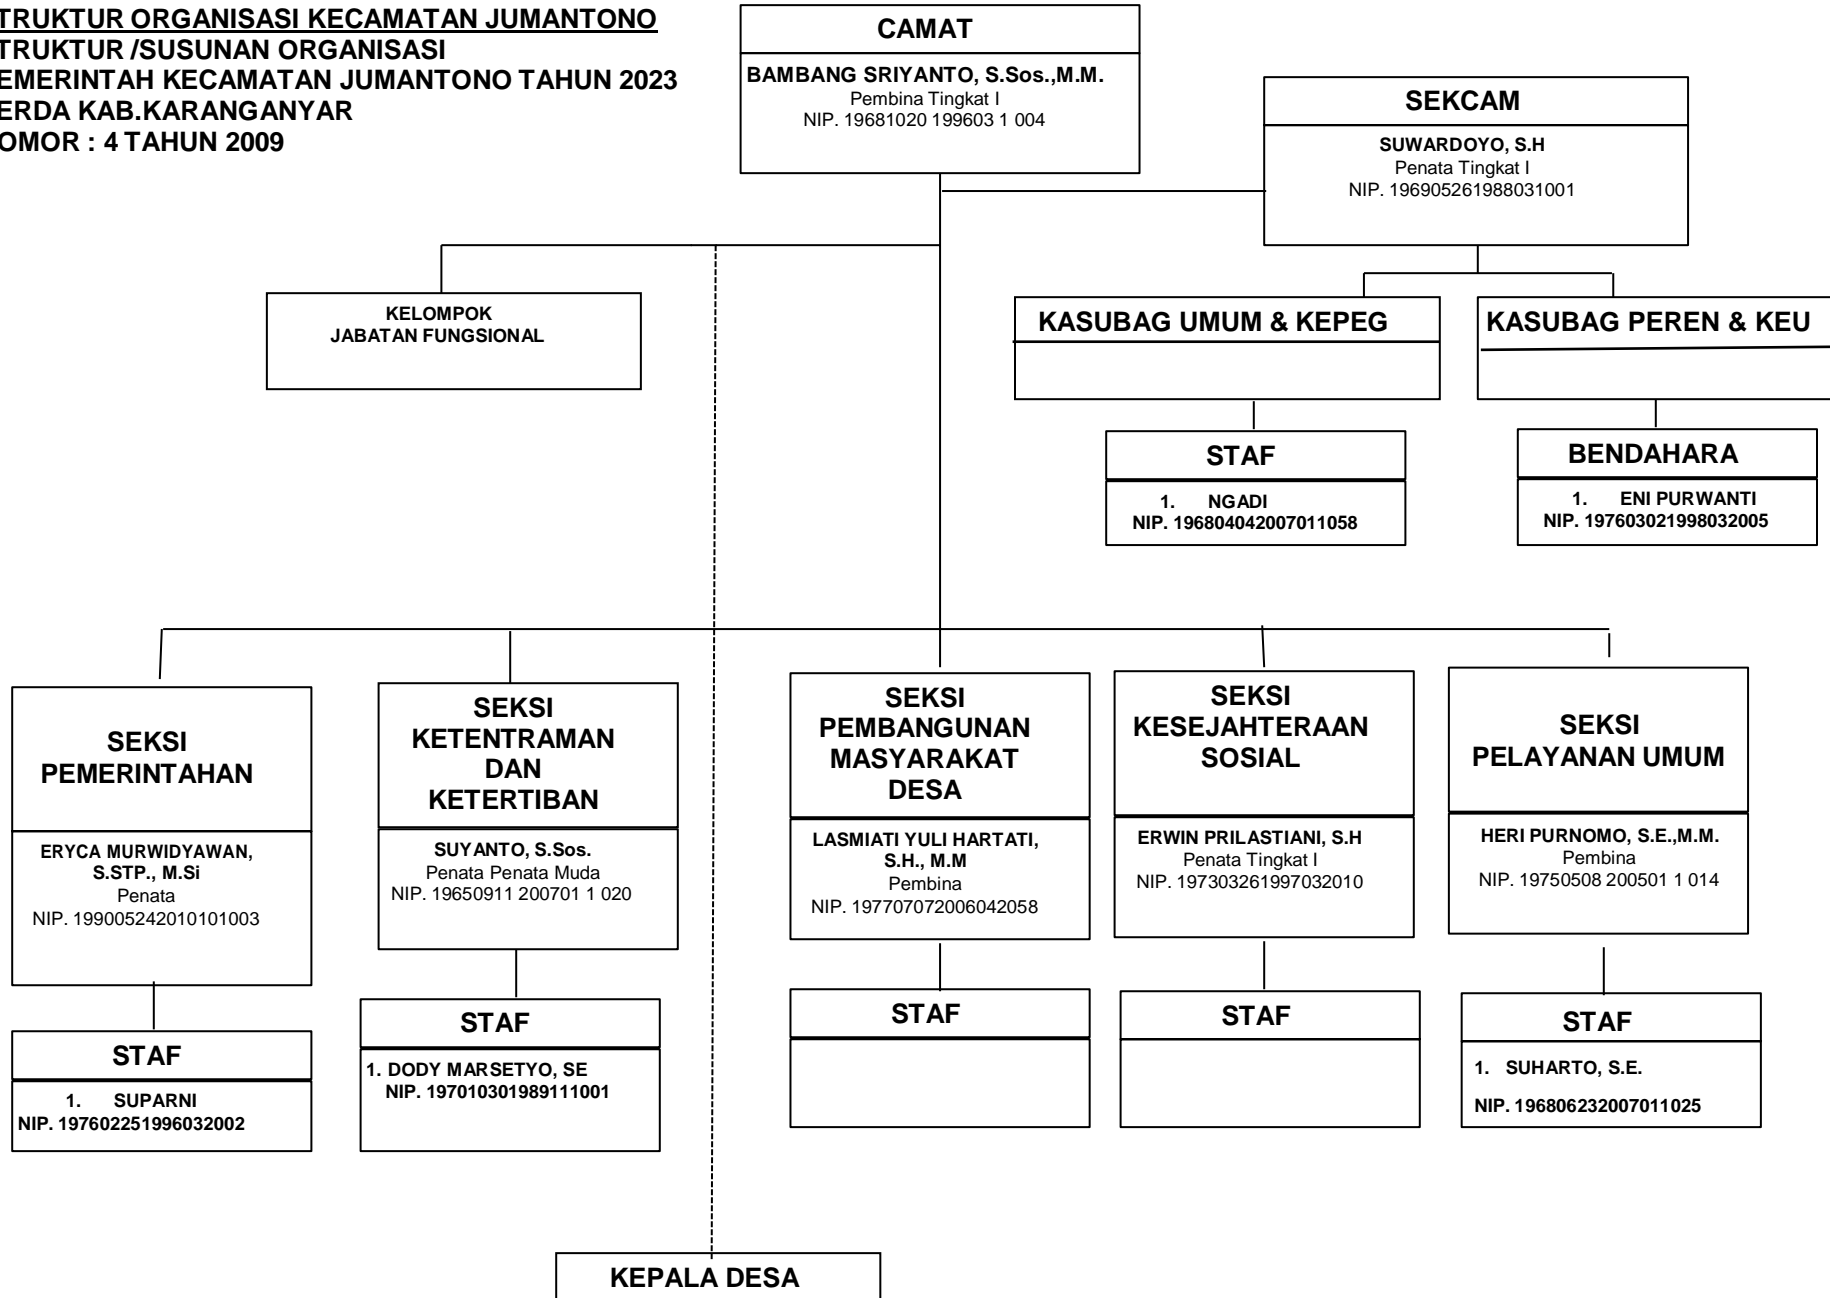 TRUKTUR ORGANISASI KECAMATAN JUMANTONO
TRUKTUR /SUSUNAN ORGANISASI
EMERINTAH KECAMATAN JUMANTONO TAHUN 2023
ERDA KAB.KARANGANYAR
OMOR : 4 TAHUN 2009
CAMAT
BAMBANG SRIYANTO, S.Sos.,M.M.
Pembina Tingkat I
NIP. 19681020 199603 1 004
SEKCAM
SUWARDOYO, S.H
Penata Tingkat I
NIP. 196905261988031001
KELOMPOK
JABATAN FUNGSIONAL
KASUBAG UMUM & KEPEG
KASUBAG PEREN & KEU
STAF
1. NGADI
NIP. 196804042007011058
BENDAHARA
1. ENI PURWANTI
NIP. 197603021998032005
SEKSI
PEMERINTAHAN
ERYCA MURWIDYAWAN,
S.STP., M.Si
Penata
NIP. 199005242010101003
SEKSI
KETENTRAMAN
DAN
KETERTIBAN
SUYANTO, S.Sos.
Penata Penata Muda
NIP. 19650911 200701 1 020
SEKSI
PEMBANGUNAN
MASYARAKAT
DESA
LASMIATI YULI HARTATI,
S.H., M.M
Pembina
NIP. 197707072006042058
SEKSI
KESEJAHTERAAN
SOSIAL
ERWIN PRILASTIANI, S.H
Penata Tingkat I
NIP. 197303261997032010
SEKSI
PELAYANAN UMUM
HERI PURNOMO, S.E.,M.M.
Pembina
NIP. 19750508 200501 1 014
STAF
1. SUPARNI
NIP. 197602251996032002
STAF
1. DODY MARSETYO, SE
NIP. 197010301989111001
STAF
STAF
STAF
1. SUHARTO, S.E.
NIP. 196806232007011025
KEPALA DESA